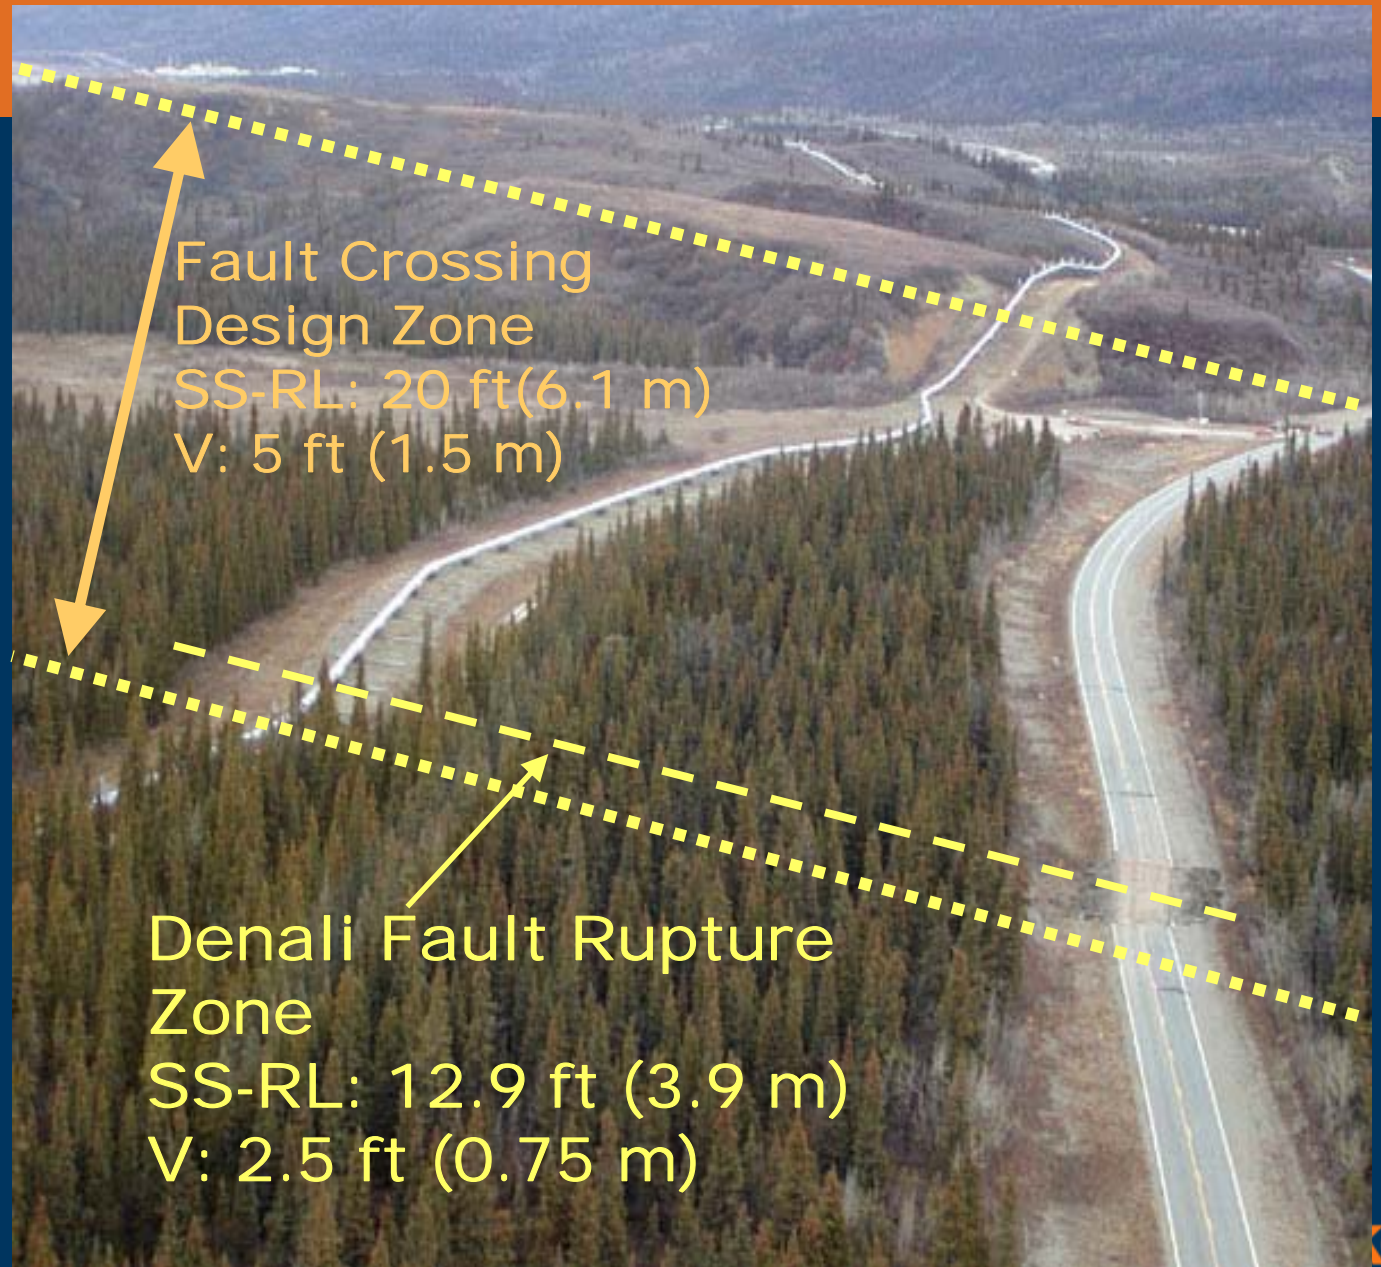 Fault Crossing
Design Zone
SS-RL: 20 ft(6.1 m)
V: 5 ft (1.5 m)
Denali Fault Rupture
Zone
SS-RL: 12.9 ft (3.9 m)
V: 2.5 ft (0.75 m)